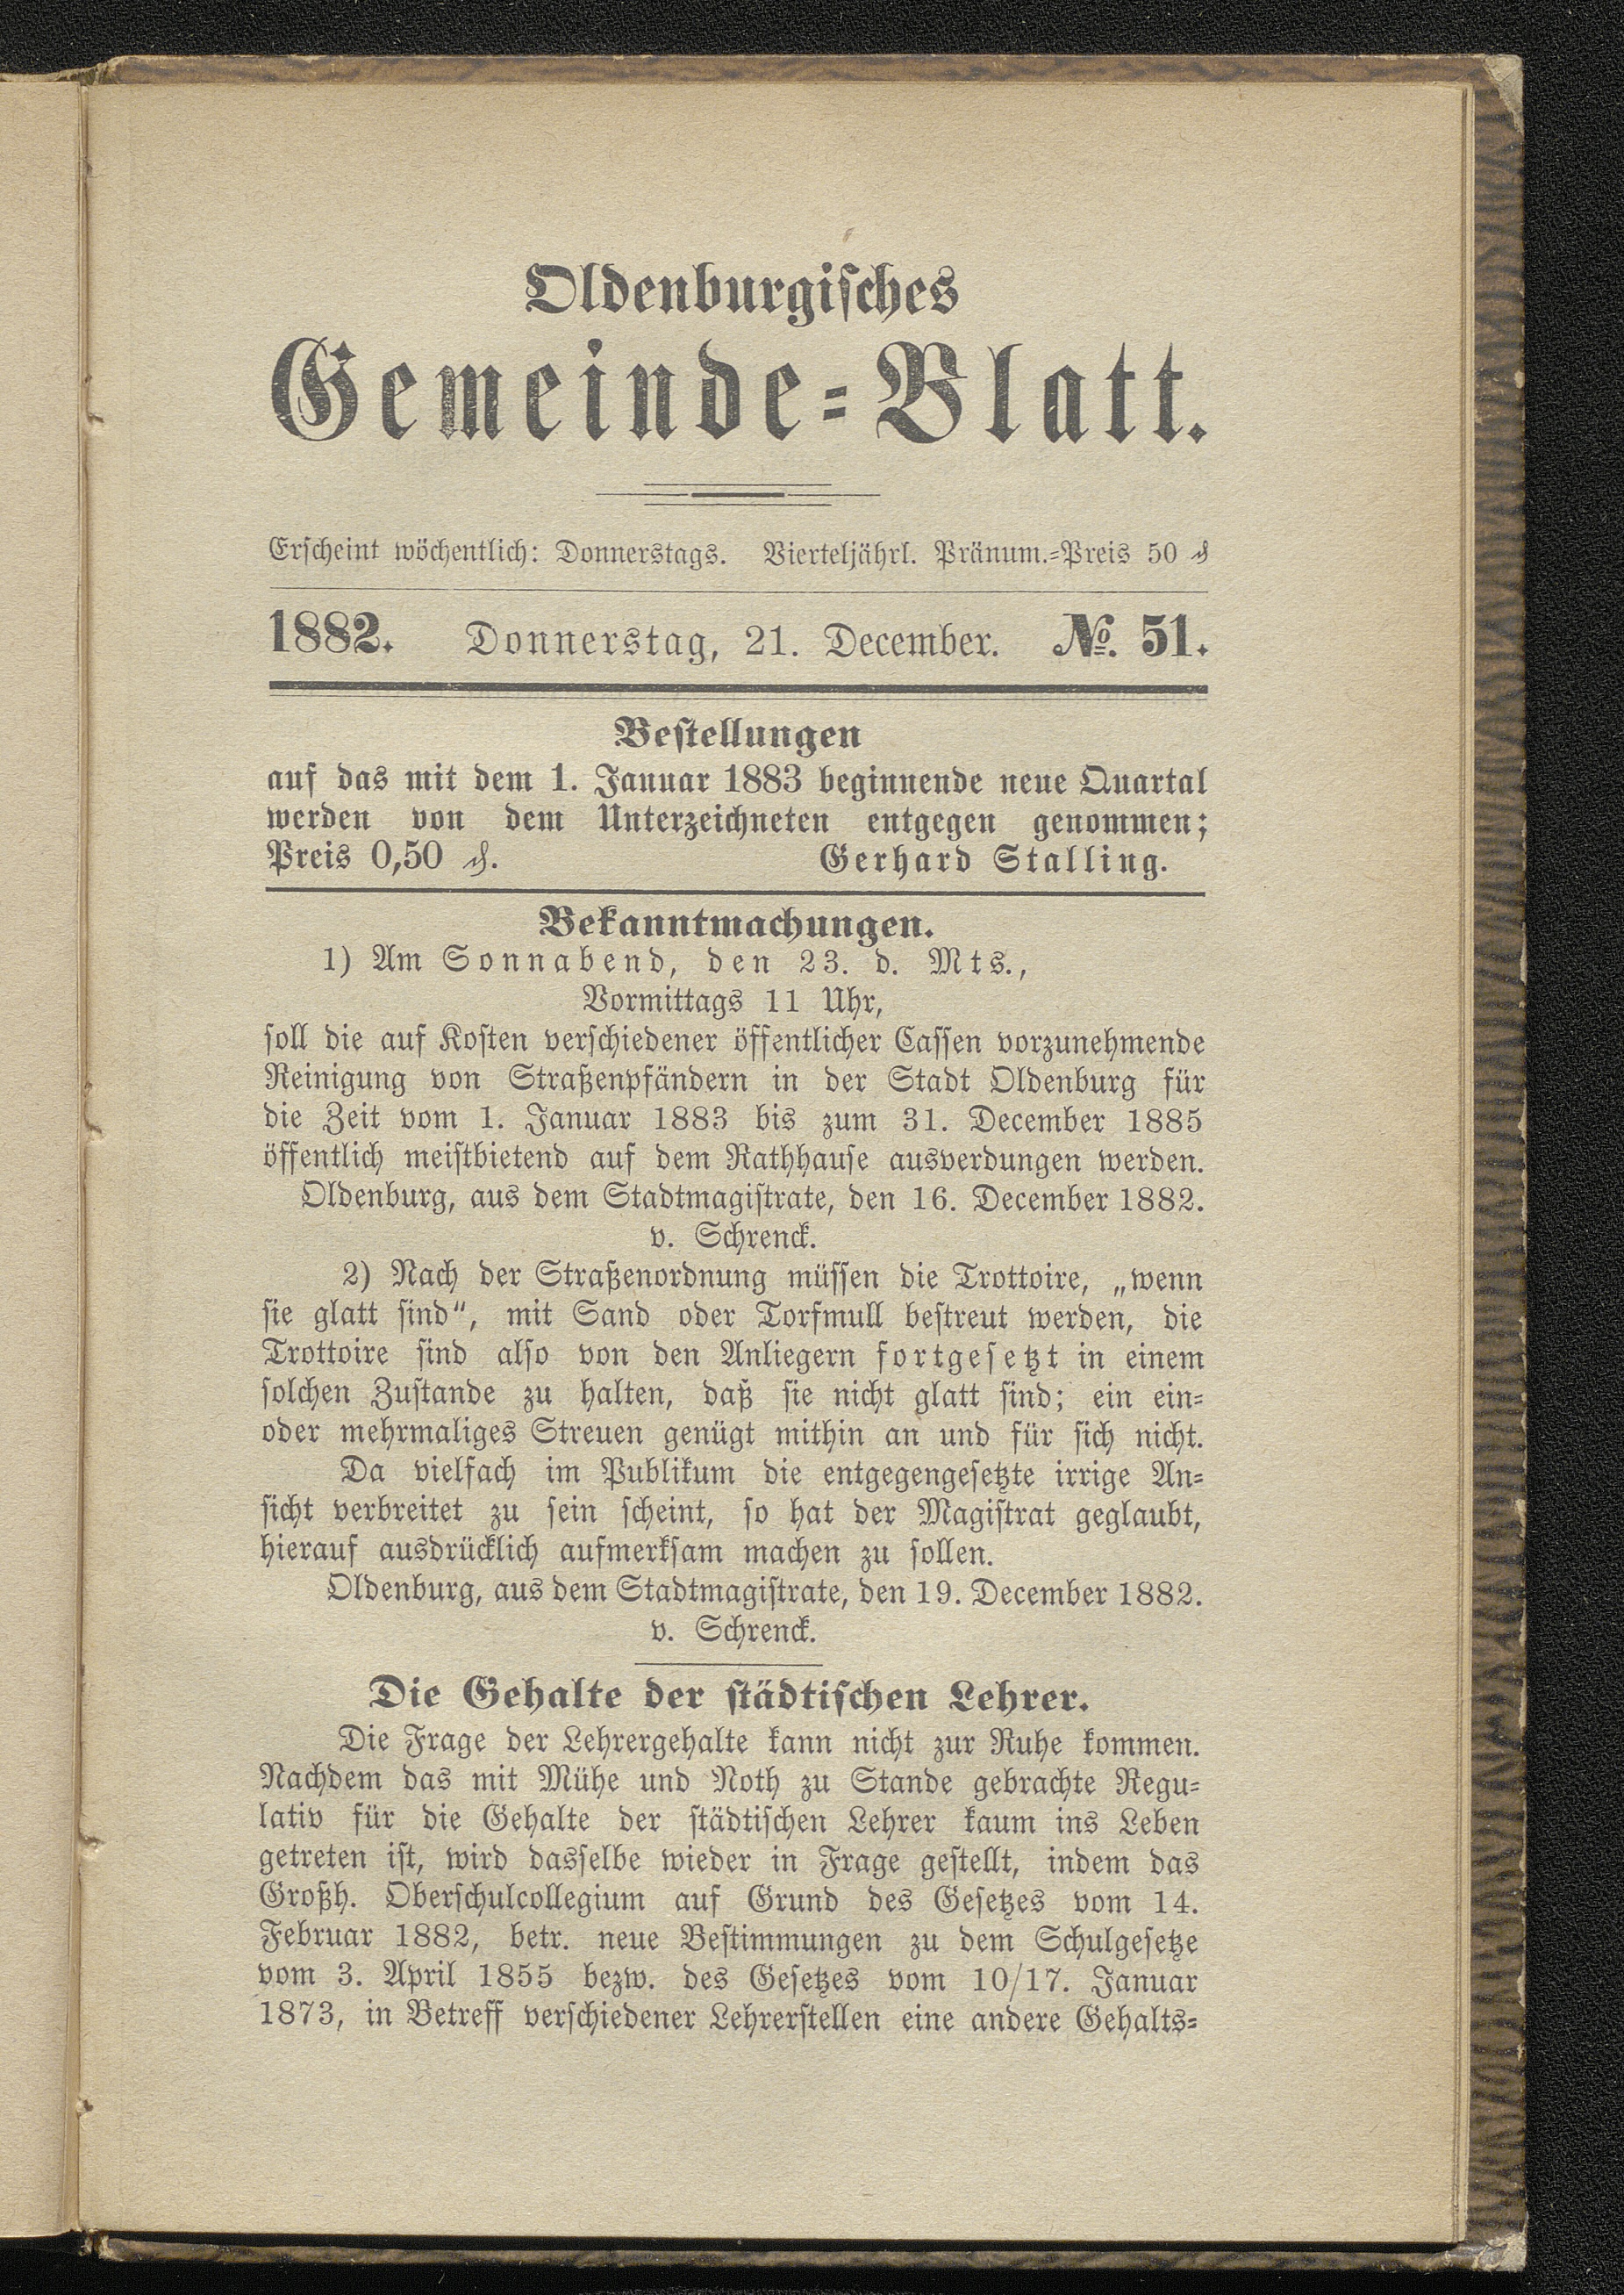 Oldenburgisches
Gemeinde-Blatt.
Erscheint wöchentlich: Donnerstags. Vierteljährl. Pränum.-Preis 50 ₰
1882. Donnerstag, 21. December. №. 51.
Bestellungen
auf das mit dem 1. Januar 1883 beginnende neue Quartal
werden von dem Unterzeichneten entgegen genommen;
Preis 0,50 ₰. Gerhard Stalling.
Bekanntmachungen.
1) Am Sonnabend, den 23. d. Mts.,
Vormittags 11 Uhr,
soll die auf Kosten verschiedener öffentlicher Cassen vorzunehmende
Reinigung von Straßenpfändern in der Stadt Oldenburg für
die Zeit vom 1. Januar 1883 bis zum 31. December 1885
öffentlich meistbietend auf dem Rathhause ausverdungen werden.
Oldenburg, aus dem Stadtmagistrate, den 16. December 1882.
v. Schrenck.
2) Nach der Straßenordnung müssen die Trottoire, „wenn
sie glatt sind“, mit Sand oder Torfmull bestreut werden, die
Trottoire sind also von den Anliegern fortgesetzt in einem
solchen Zustande zu halten, daß sie nicht glatt sind; ein ein-
oder mehrmaliges Streuen genügt mithin an und für sich nicht.
Da vielfach im Publikum die entgegengesetzte irrige An-
sicht verbreitet zu sein scheint, so hat der Magistrat geglaubt,
hierauf ausdrücklich aufmerksam machen zu sollen.
Oldenburg, aus dem Stadtmagistrate, den 19. December 1882.
v. Schrenck.
Die Gehalte der städtischen Lehrer.
Die Frage der Lehrergehalte kann nicht zur Ruhe kommen.
Nachdem das mit Mühe und Noth zu Stande gebrachte Regu-
lativ für die Gehalte der städtischen Lehrer kaum ins Leben
getreten ist, wird dasselbe wieder in Frage gestellt, indem das
Großh. Oberschulcollegium auf Grund des Gesetzes vom 14.
Februar 1882, betr. neue Bestimmungen zu dem Schulgesetze
vom 3. April 1855 bezw. des Gesetzes vom 10/17. Januar
1873, in Betreff verschiedener Lehrerstellen eine andere Gehalts-